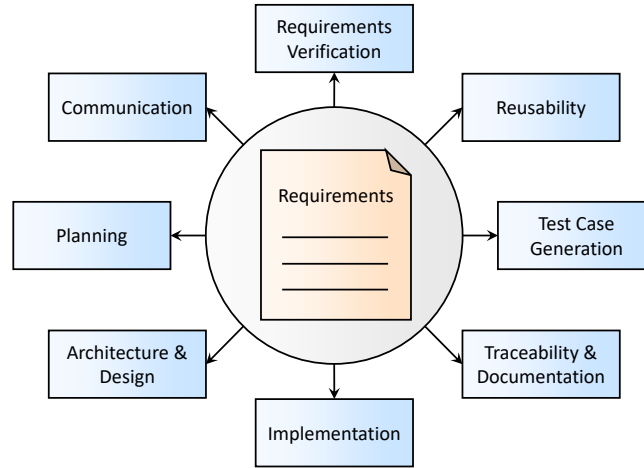 Requirements
Verification
Communication
Reusability
Requirements
Planning
Test Case
Generation
Architecture &
Design
Traceability &
Documentation
Implementation